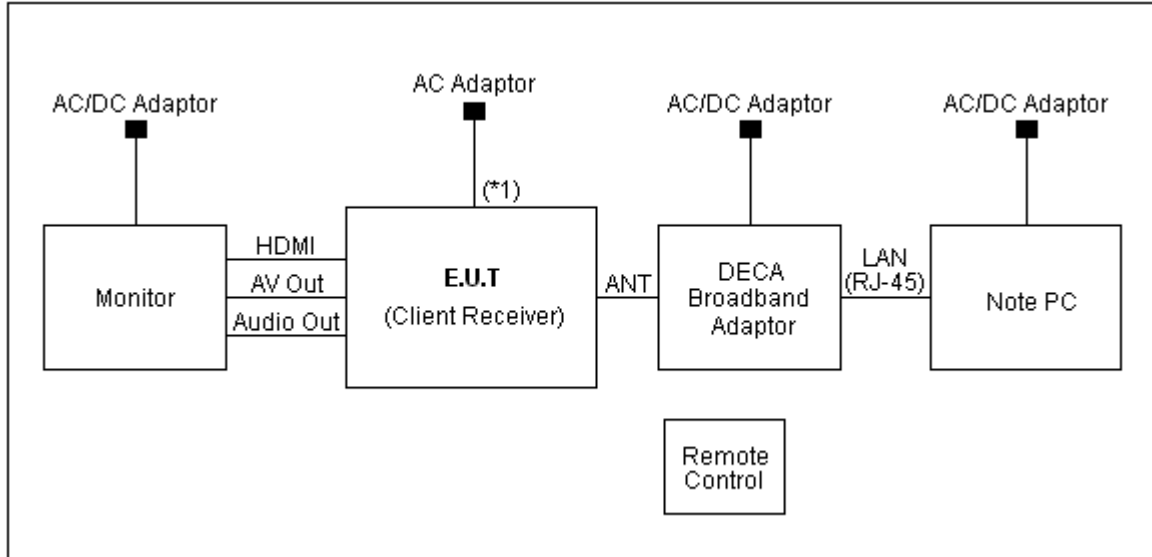 AC Adaptor
AC/DC Adaptor
AC/DC Adaptor
AC/DC Adaptor
(*1)
Monitor
HDMI
AV Out
Audio Out
E.U.T
(Client Receiver)
ANT
DECA
Broadband
Adaptor
LAN
(RJ-45)
Note PC
Remote
Control